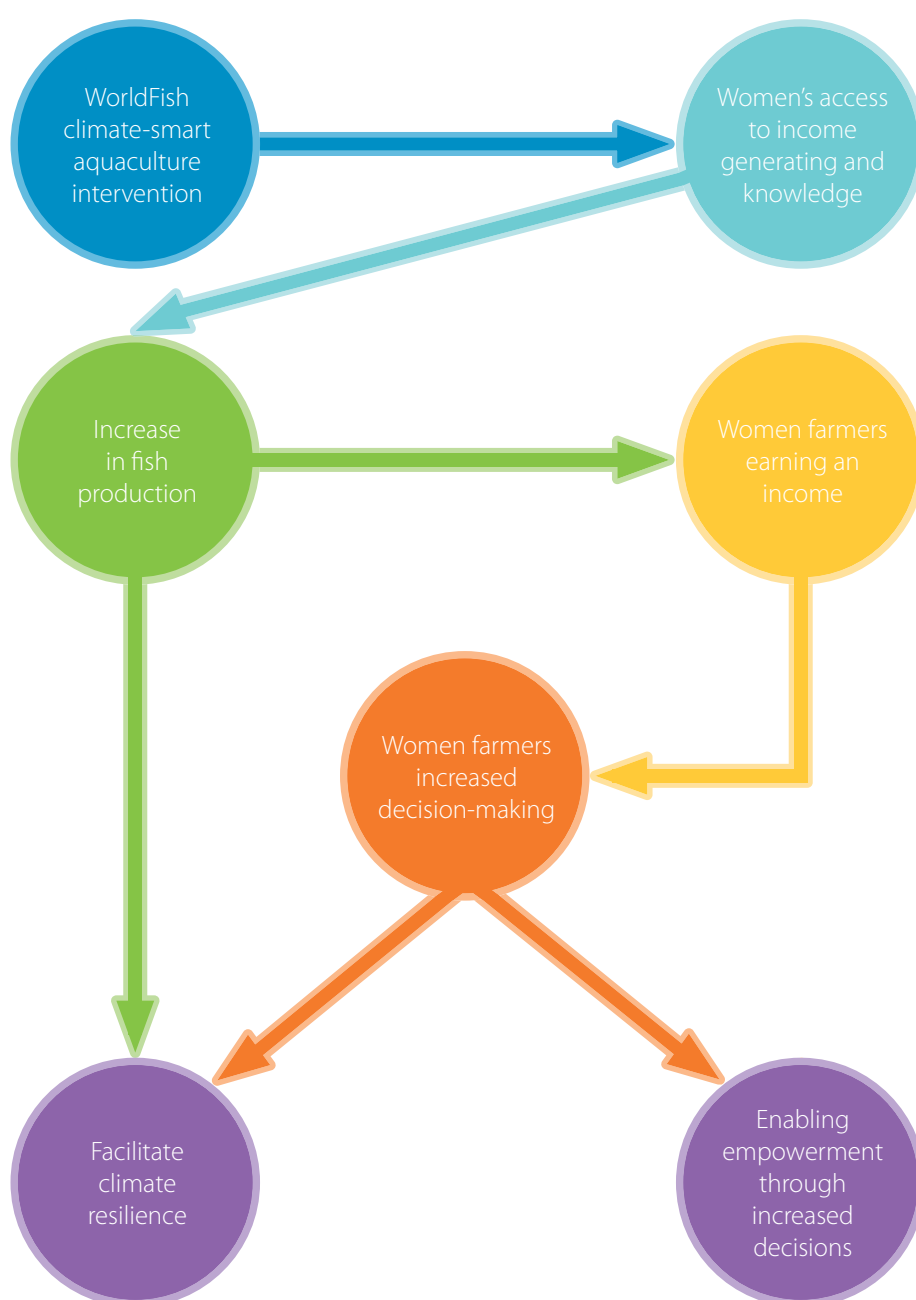 WorldFish
climate-smart
aquaculture
intervention
Women’s access
to income
generating and
knowledge
Increase
in fish
production
Women farmers
earning an
income
Women farmers
increased
decision-making
Facilitate
climate
resilience
Enabling
empowerment
through
increased
decisions